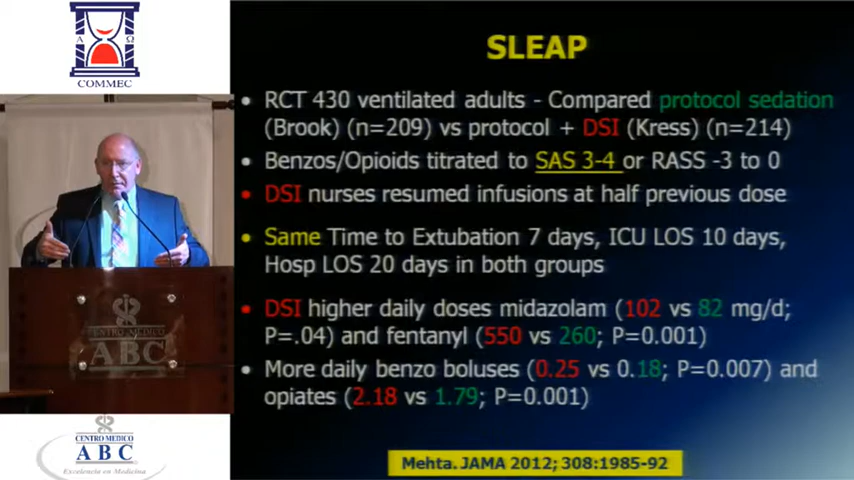 A Ω
COMMEC
CENTRO MEDICO
ABC
CENTRO MEDICO
ABC
Excelencia en Medicina
SLEAP
• RCT 430 ventilated adults - Compared protocol sedation
(Brook) (n=209) vs protocol + DSI (Kress) (n=214)
• Benzos/Opioids titrated to SAS 3-4 or RASS -3 to 0
• DSI nurses resumed infusions at half previous dose
• Same Time to Extubation 7 days, ICU LOS 10 days,
Hosp LOS 20 days in both groups
• DSI higher daily doses midazolam (102 vs 82 mg/d;
P=.04) and fentanyl (550 vs 260; P=0.001)
• More daily benzo boluses (0.25 vs 0.18; P=0.007) and
opiates (2.18 vs 1.79; P=0.001)
Mehta. JAMA 2012; 308:1985-92